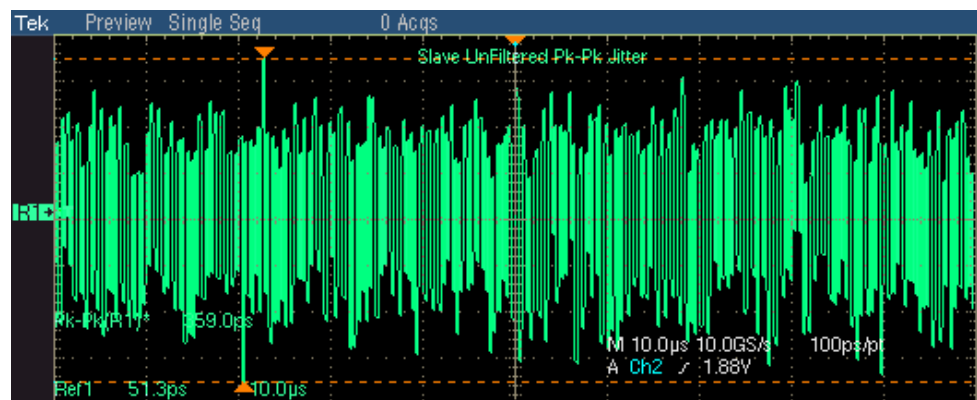 Tek Preview Single Seq 0 Acqs
Slave UnFiltered Pk-Pk Jitter
R1
Pk-Pk(R1)* 359.0ps
M 10.0µs 10.0GS/s 100ps/pt
A Ch2 ∕ 1.88V
Ref1 51.3ps 10.0µs